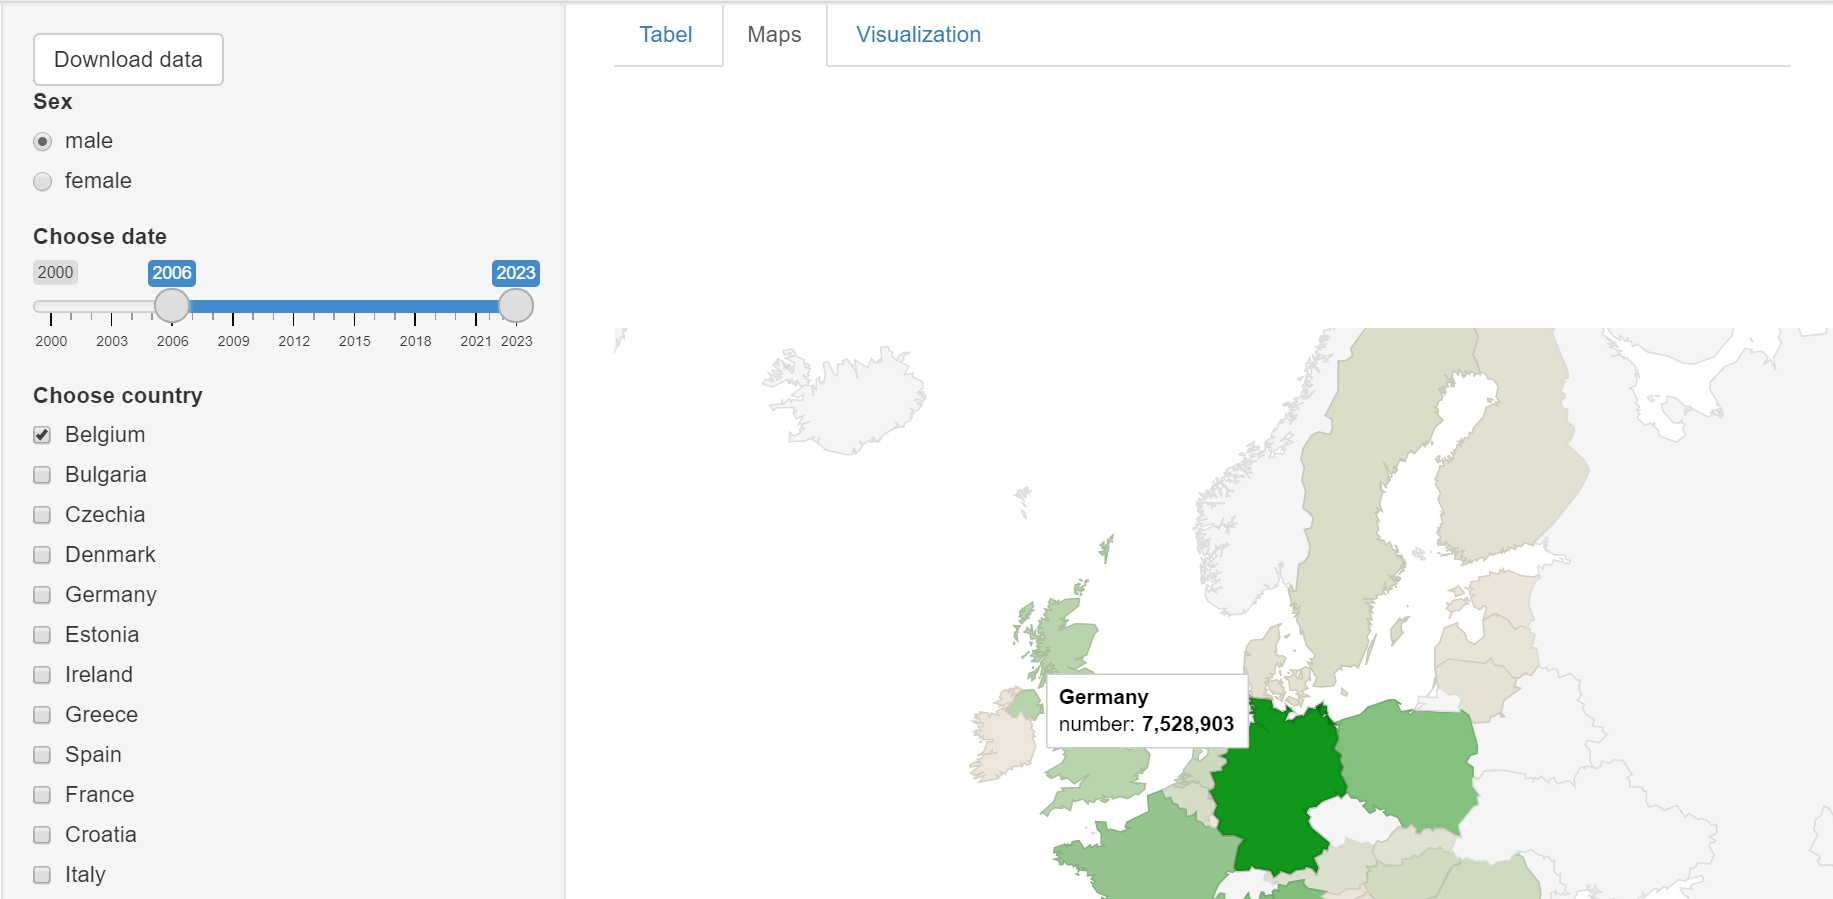 Download data
Sex
male
female
Choose date
2000
2006
2023
2000 2003 2006 2009 2012 2015 2018 2021 2023
Choose country
Belgium
Bulgaria
Czechia
Denmark
Germany
Estonia
Ireland
Greece
Spain
France
Croatia
Italy
Tabel
Maps
Visualization
Germany
number: 7,528,903